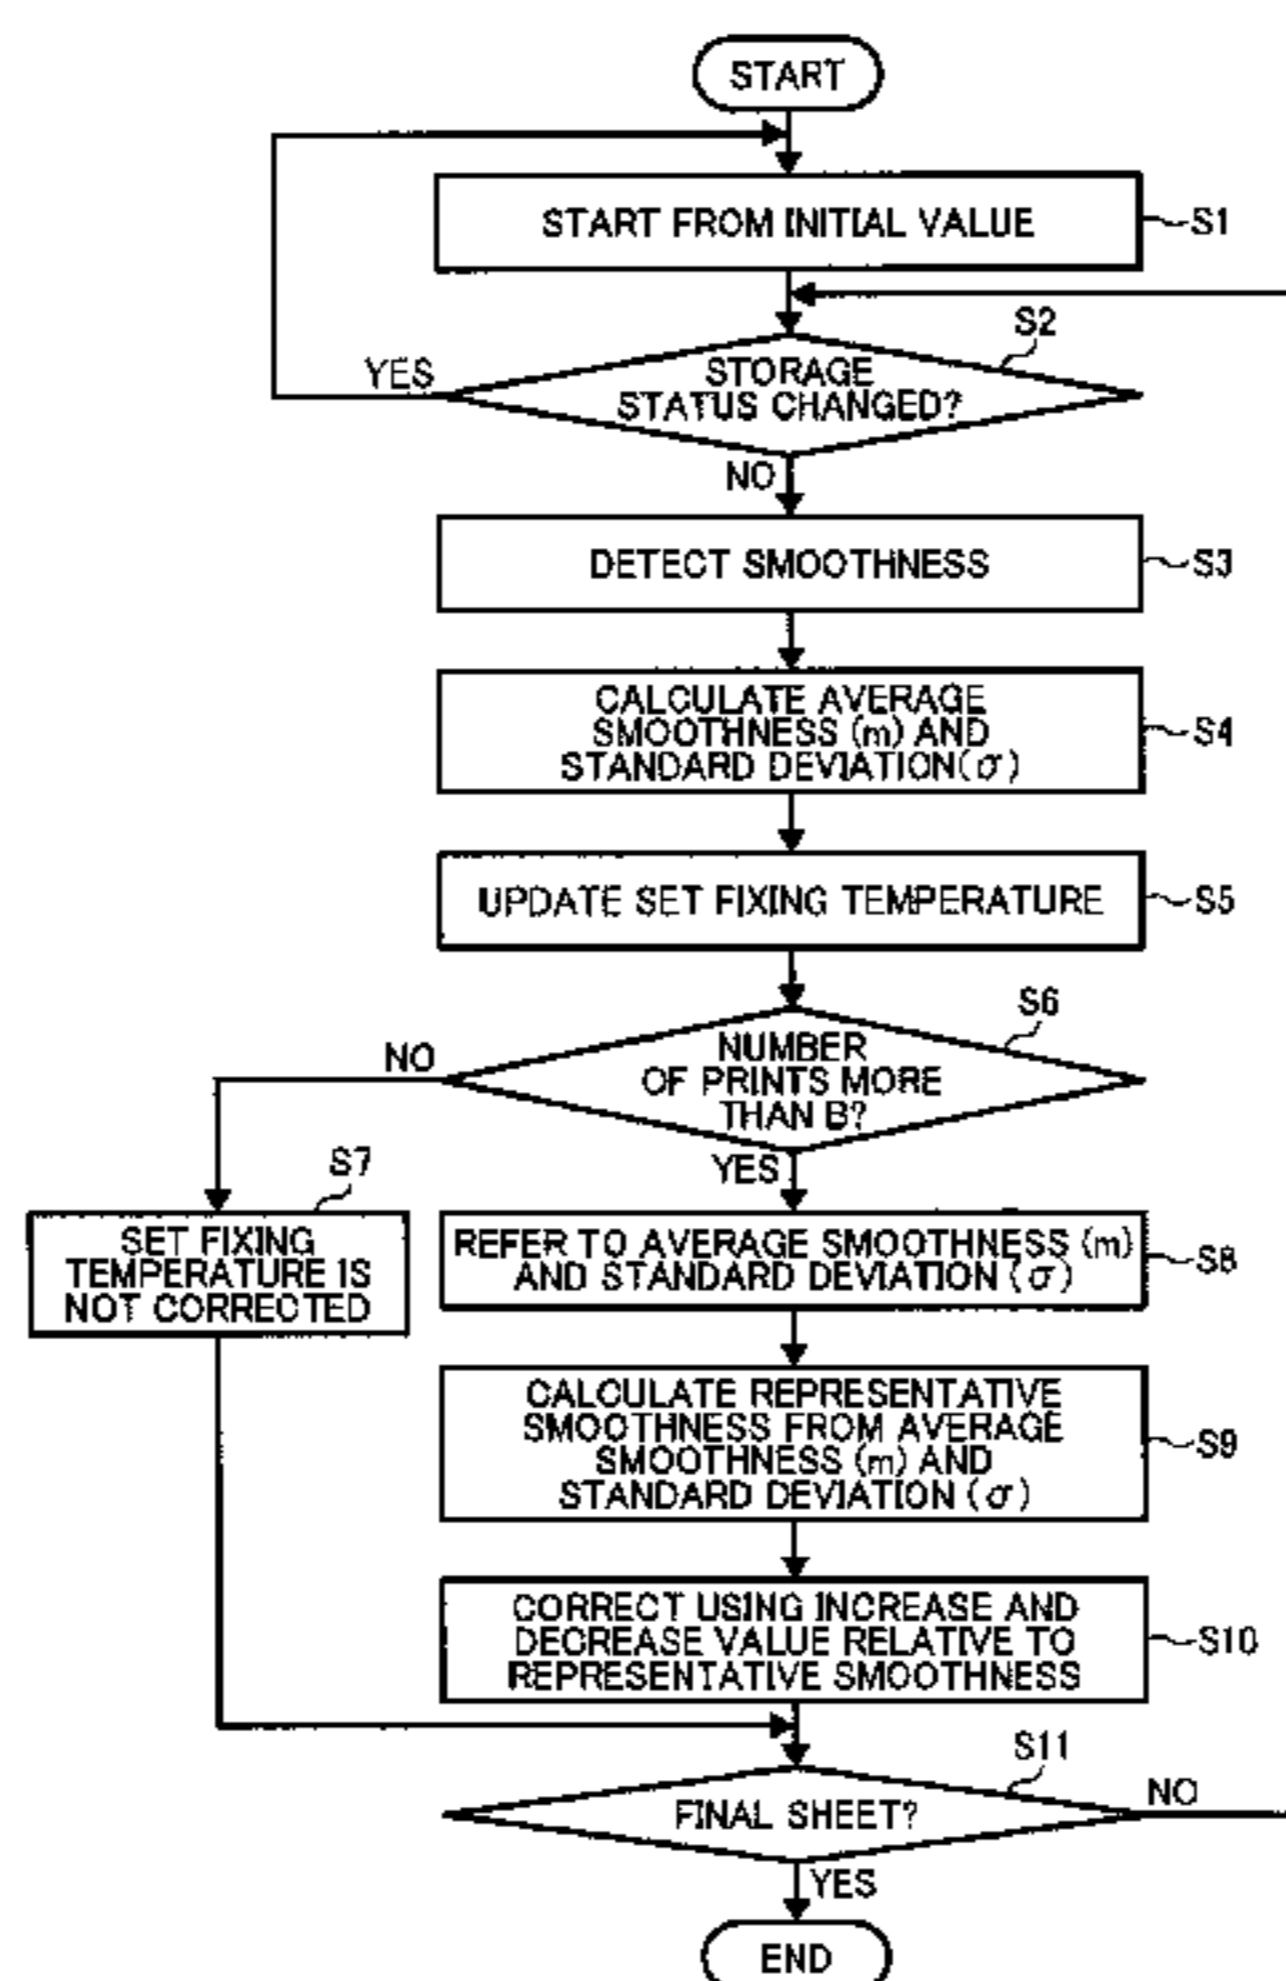 START
START FROM INITIAL VALUE
S1
S2
STORAGE
STATUS CHANGED?
YES
NO
DETECT SMOOTHNESS
S3
CALCULATE AVERAGE
SMOOTHNESS (m) AND
STANDARD DEVIATION(σ)
S4
UPDATE SET FIXING TEMPERATURE
S5
S6
NUMBER
OF PRINTS MORE
THAN B?
NO
YES
S7
SET FIXING
TEMPERATURE IS
NOT CORRECTED
REFER TO AVERAGE SMOOTHNESS (m)
AND STANDARD DEVIATION (σ)
S8
CALCULATE REPRESENTATIVE
SMOOTHNESS FROM AVERAGE
SMOOTHNESS (m) AND
STANDARD DEVIATION (σ)
S9
CORRECT USING INCREASE AND
DECREASE VALUE RELATIVE TO
REPRESENTATIVE SMOOTHNESS
S10
S11
FINAL SHEET?
NO
YES
END